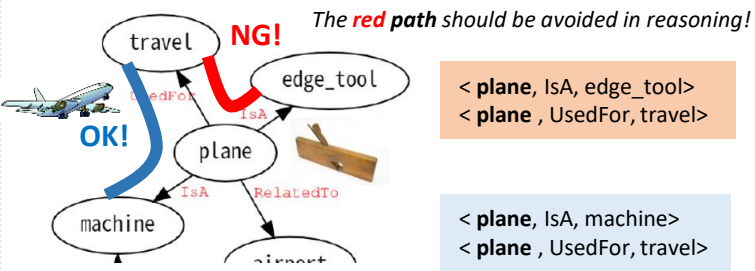 The red path should be avoided in reasoning!
travel
NG!
edge_tool
UsedFor
IsA
OK!
plane
IsA
RelatedTo
machine
airport
< plane, IsA, edge_tool>
< plane , UsedFor, travel>
< plane, IsA, machine>
< plane , UsedFor, travel>